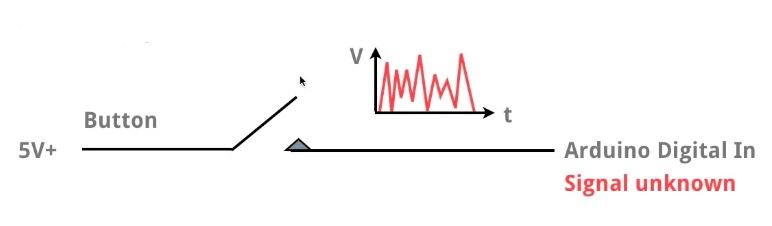 V
t
Button
5V+
Arduino Digital In
Signal unknown